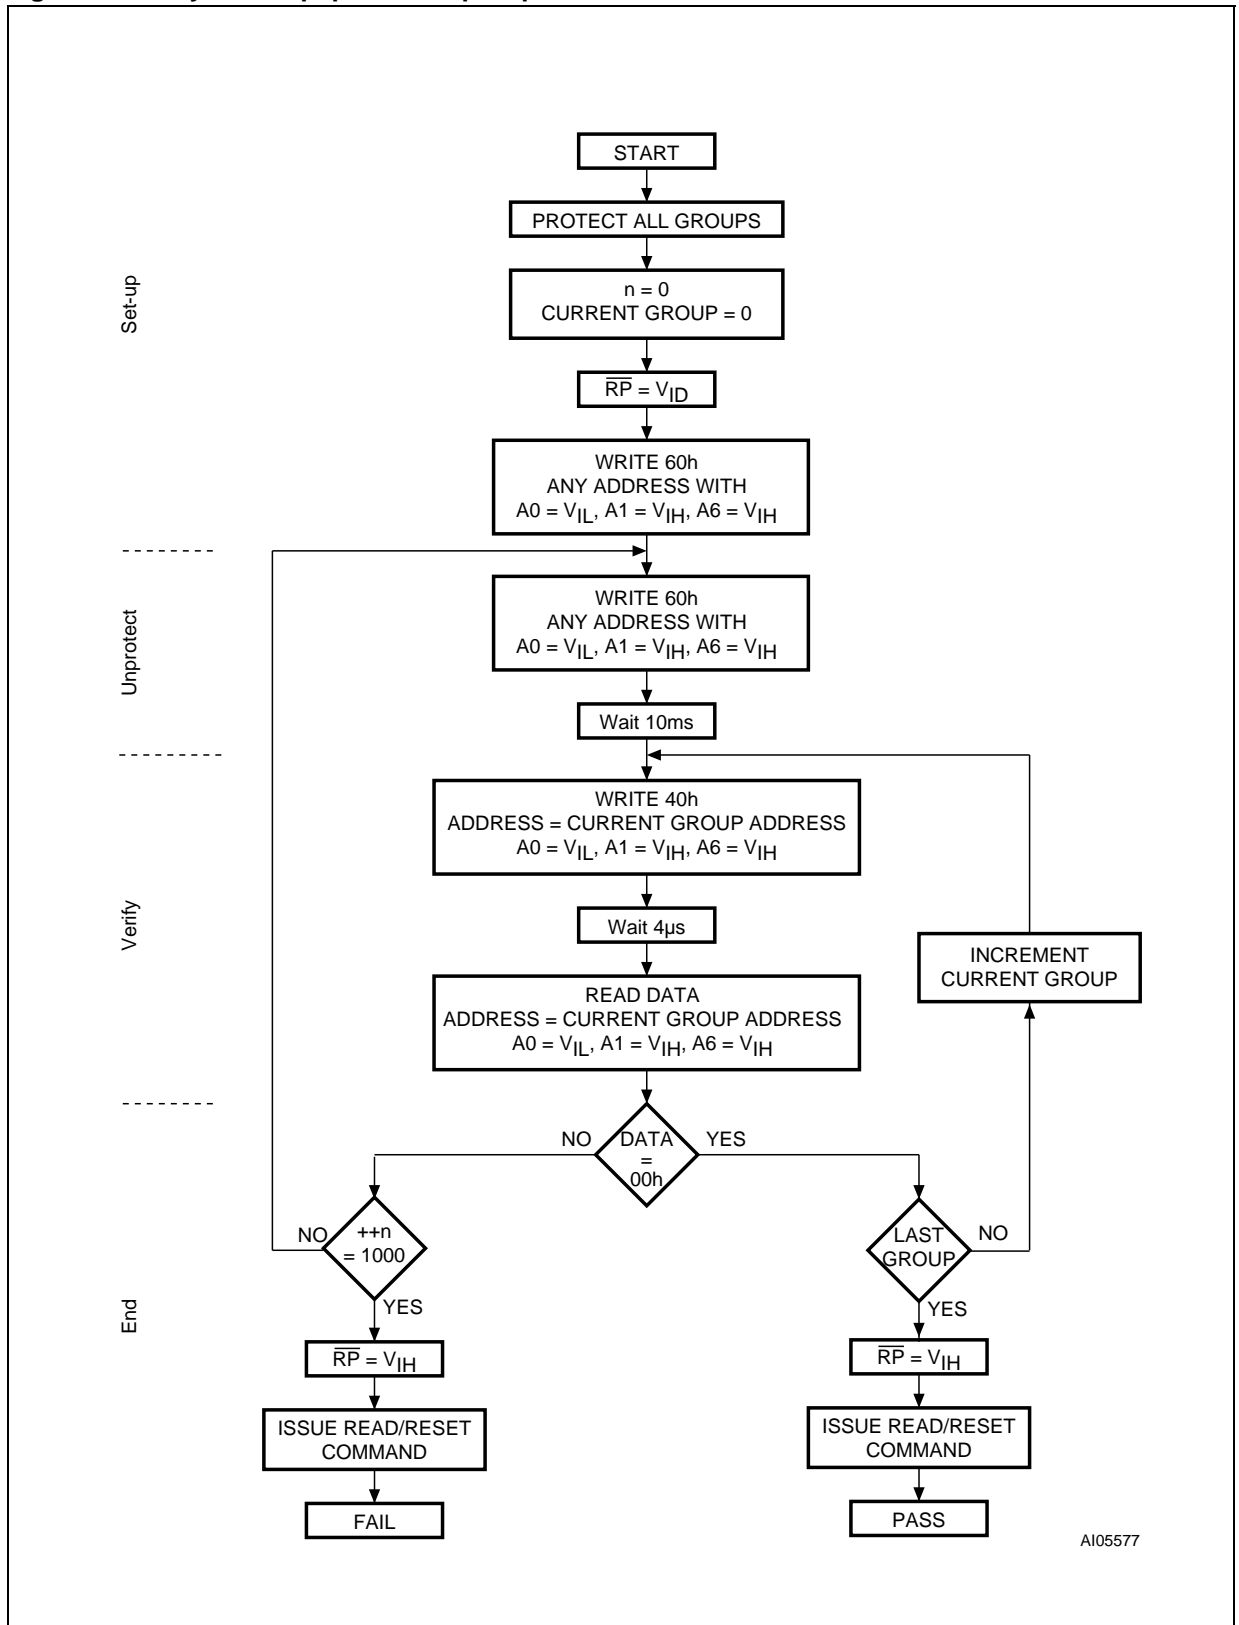 START
PROTECT ALL GROUPS
n = 0
CURRENT GROUP = 0
Set-up
R̅P̅ = VID
WRITE 60h
ANY ADDRESS WITH
A0 = VIL, A1 = VIH, A6 = VIH
Unprotect
WRITE 60h
ANY ADDRESS WITH
A0 = VIL, A1 = VIH, A6 = VIH
Wait 10ms
Verify
WRITE 40h
ADDRESS = CURRENT GROUP ADDRESS
A0 = VIL, A1 = VIH, A6 = VIH
Wait 4µs
INCREMENT
CURRENT GROUP
READ DATA
ADDRESS = CURRENT GROUP ADDRESS
A0 = VIL, A1 = VIH, A6 = VIH
End
NO
DATA
=
00h
YES
NO
++n
= 1000
LAST
GROUP
NO
YES
YES
R̅P̅ = VIH
R̅P̅ = VIH
ISSUE READ/RESET
COMMAND
ISSUE READ/RESET
COMMAND
FAIL
PASS
AI05577